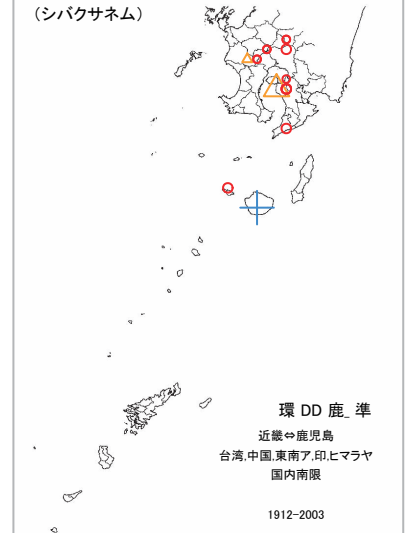 (シバクサネム)
環 DD 鹿_ 準
近畿⇔鹿児島
台湾,中国,東南ア,印,ヒマラヤ
国内南限
1912-2003